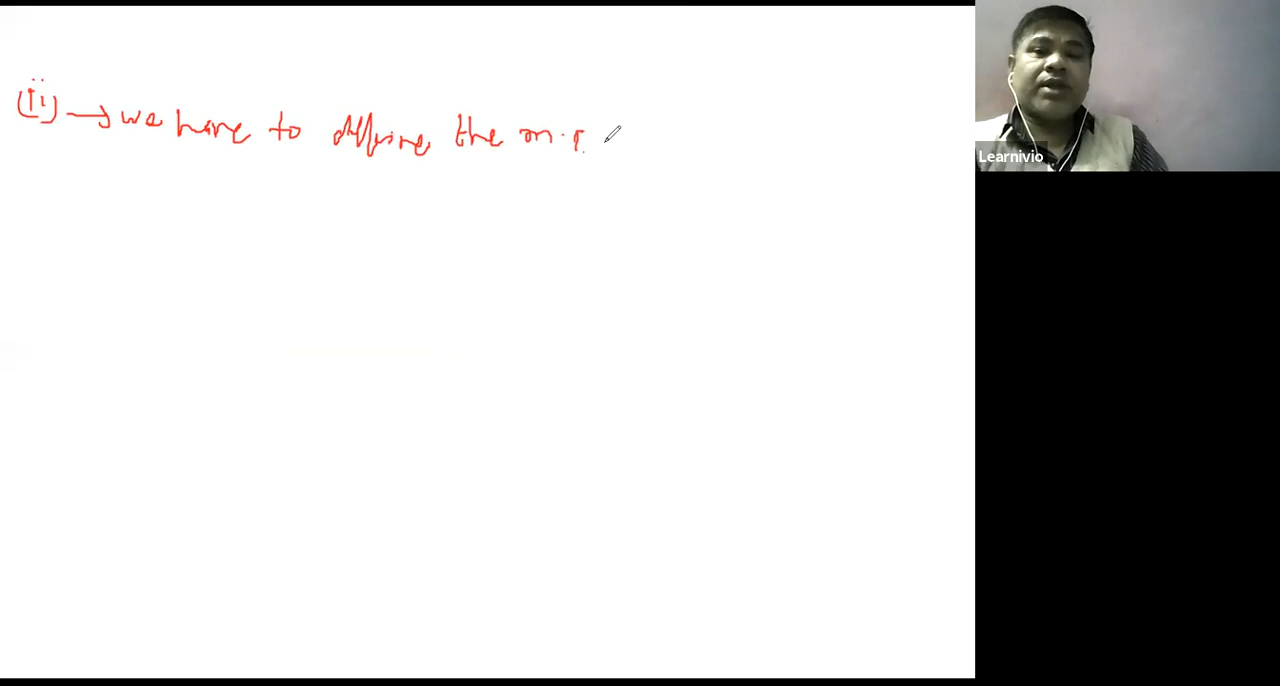 (ii) → we have to define the m.p.
Learnivio